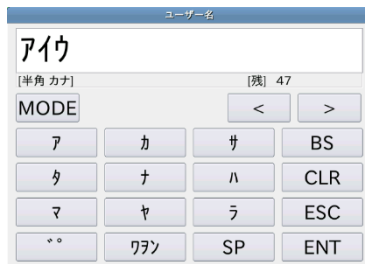 ユーザー名
ｱｲｳ
[半角 カナ] [残] 47
MODE < >
ｱ ｶ ｻ BS
ﾀ ﾅ ﾊ CLR
ﾏ ﾔ ﾗ ESC
ﾞﾟ ﾜｦﾝ SP ENT